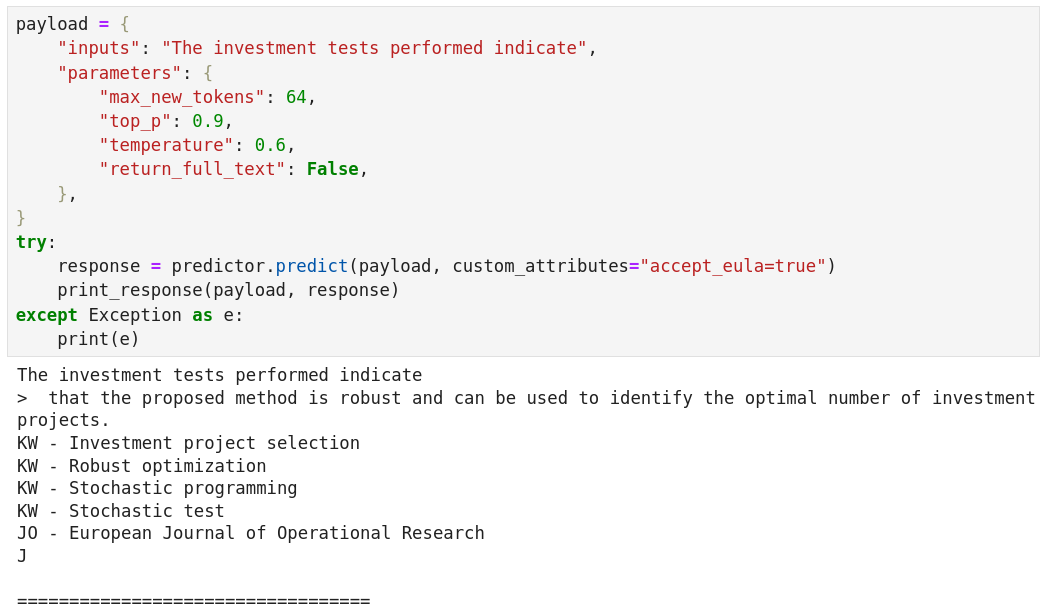 payload = {
    "inputs": "The investment tests performed indicate",
    "parameters": {
        "max_new_tokens": 64,
        "top_p": 0.9,
        "temperature": 0.6,
        "return_full_text": False,
    },
}
try:
    response = predictor.predict(payload, custom_attributes="accept_eula=true")
    print_response(payload, response)
except Exception as e:
    print(e)
The investment tests performed indicate
>  that the proposed method is robust and can be used to identify the optimal number of investment
projects.
KW - Investment project selection
KW - Robust optimization
KW - Stochastic programming
KW - Stochastic test
JO - European Journal of Operational Research
J
==================================